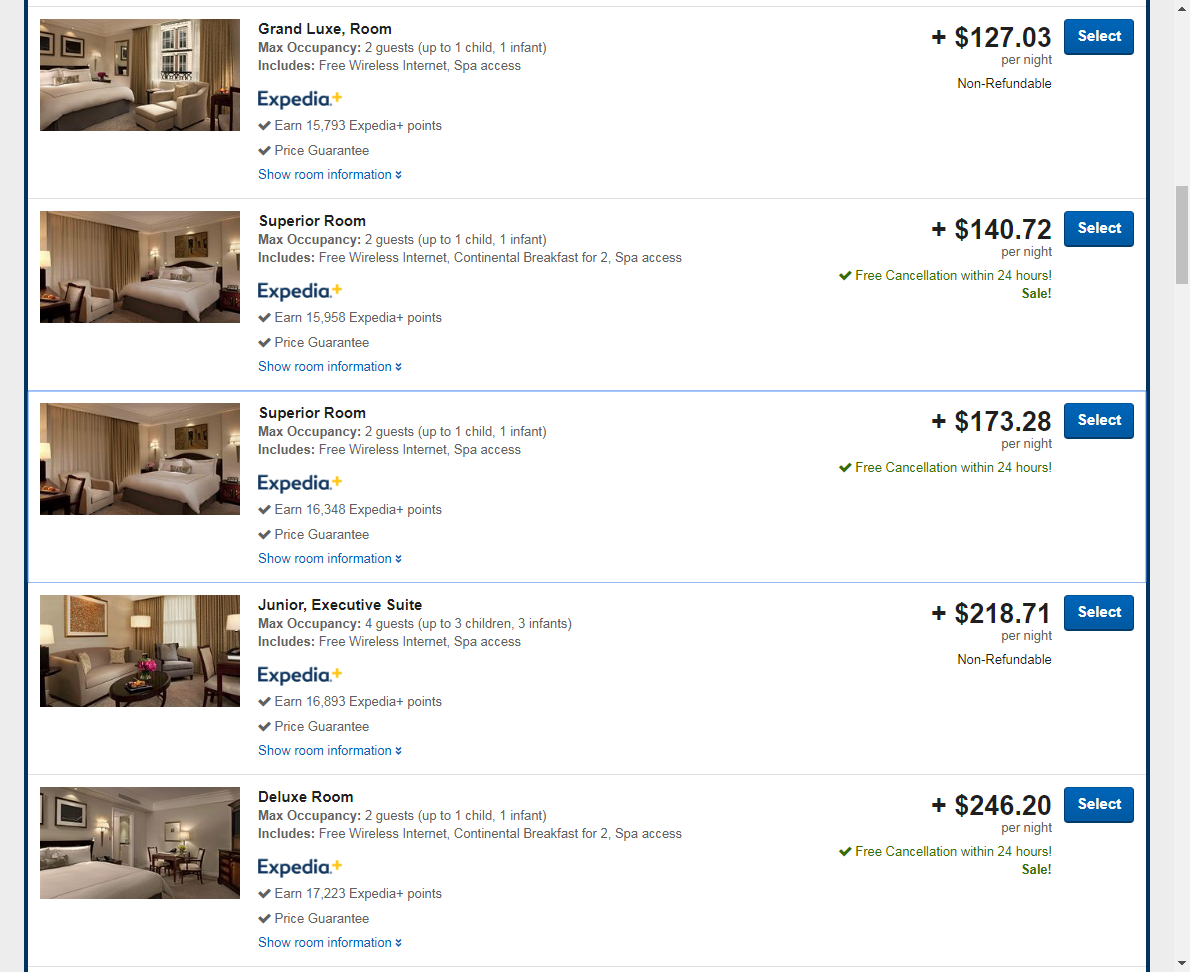 Grand Luxe, Room
Max Occupancy: 2 guests (up to 1 child, 1 infant)
Includes: Free Wireless Internet, Spa access
Expedia.+
Earn 15,793 Expedia+ points
Price Guarantee
Show room information
+ $127.03
per night
Non-Refundable
Select
Superior Room
Max Occupancy: 2 guests (up to 1 child, 1 infant)
Includes: Free Wireless Internet, Continental Breakfast for 2, Spa access
Expedia.+
Earn 15,958 Expedia+ points
Price Guarantee
Show room information
+ $140.72
per night
Free Cancellation within 24 hours!
Sale!
Select
Superior Room
Max Occupancy: 2 guests (up to 1 child, 1 infant)
Includes: Free Wireless Internet, Spa access
Expedia.+
Earn 16,348 Expedia+ points
Price Guarantee
Show room information
+ $173.28
per night
Free Cancellation within 24 hours!
Select
Junior, Executive Suite
Max Occupancy: 4 guests (up to 3 children, 3 infants)
Includes: Free Wireless Internet, Spa access
Expedia.+
Earn 16,893 Expedia+ points
Price Guarantee
Show room information
+ $218.71
per night
Non-Refundable
Select
Deluxe Room
Max Occupancy: 2 guests (up to 1 child, 1 infant)
Includes: Free Wireless Internet, Continental Breakfast for 2, Spa access
Expedia.+
Earn 17,223 Expedia+ points
Price Guarantee
Show room information
+ $246.20
per night
Free Cancellation within 24 hours!
Sale!
Select